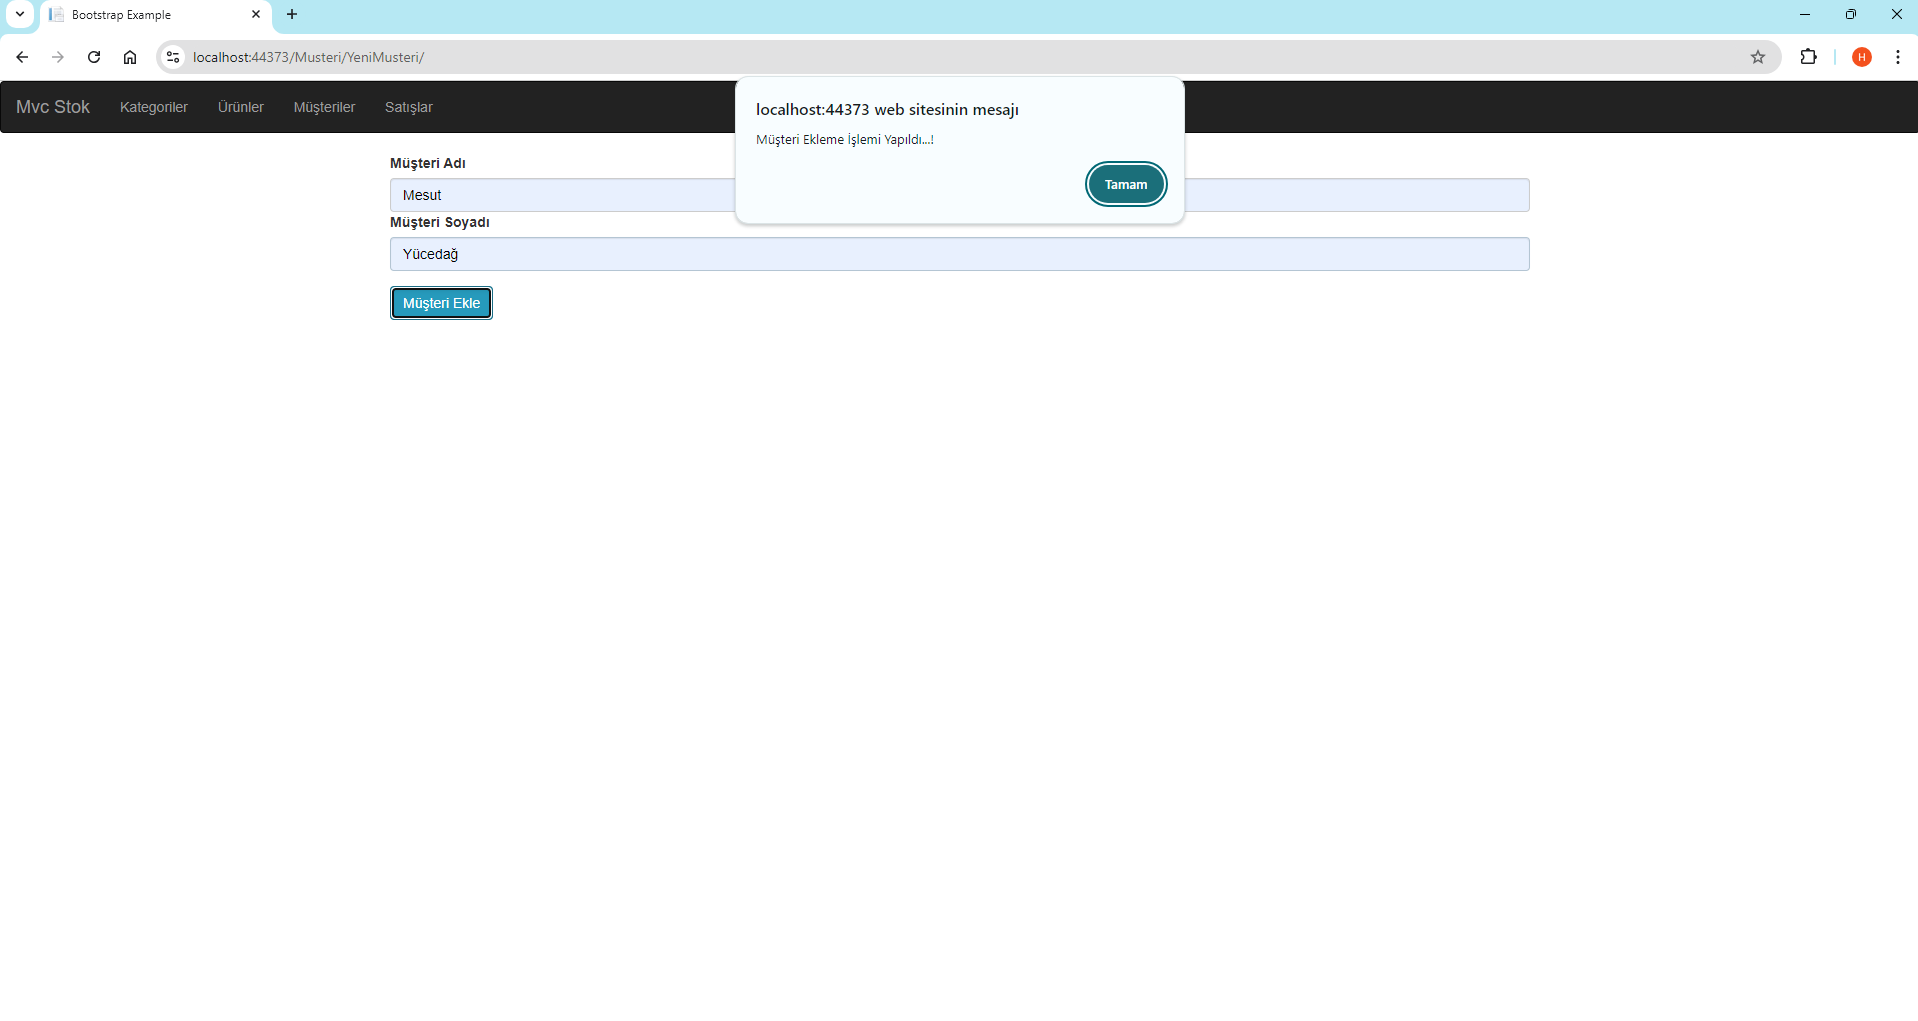 Bootstrap Example
localhost:44373/Musteri/YeniMusteri/
H
Mvc Stok Kategoriler Ürünler Müşteriler Satışlar
localhost:44373 web sitesinin mesajı
Müşteri Ekleme İşlemi Yapıldı...!
Tamam
Müşteri Adı
Mesut
Müşteri Soyadı
Yücedağ
Müşteri Ekle